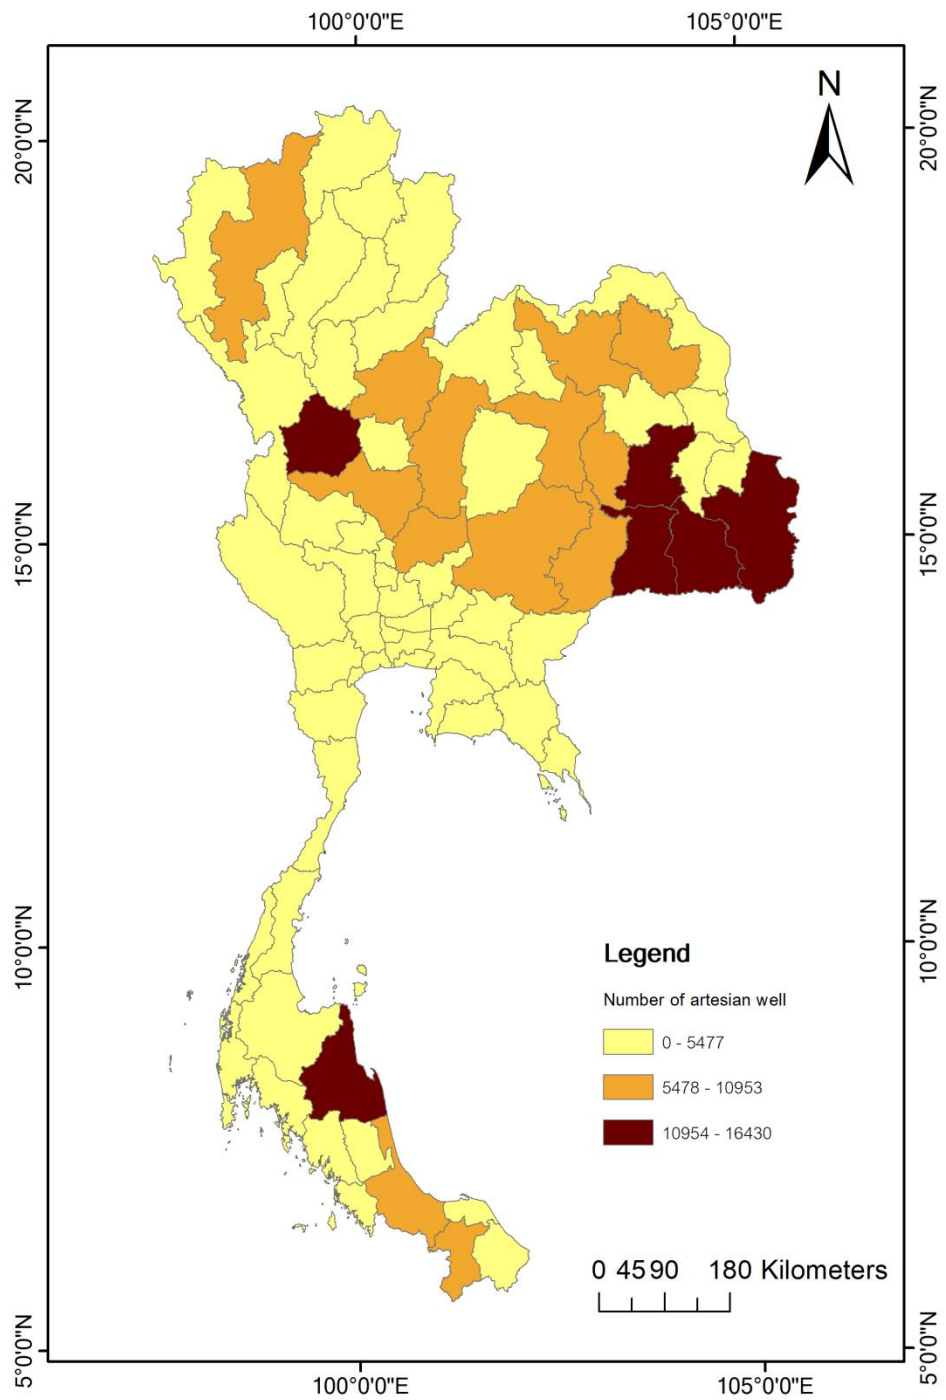 100°0'0"E 105°0'0"E
N
20°0'0"N 20°0'0"N
15°0'0"N 15°0'0"N
10°0'0"N 10°0'0"N
Legend
Number of artesian well
0 - 5477
5478 - 10953
10954 - 16430
0 45 90 180 Kilometers
5°0'0"N 5°0'0"N
100°0'0"E 105°0'0"E